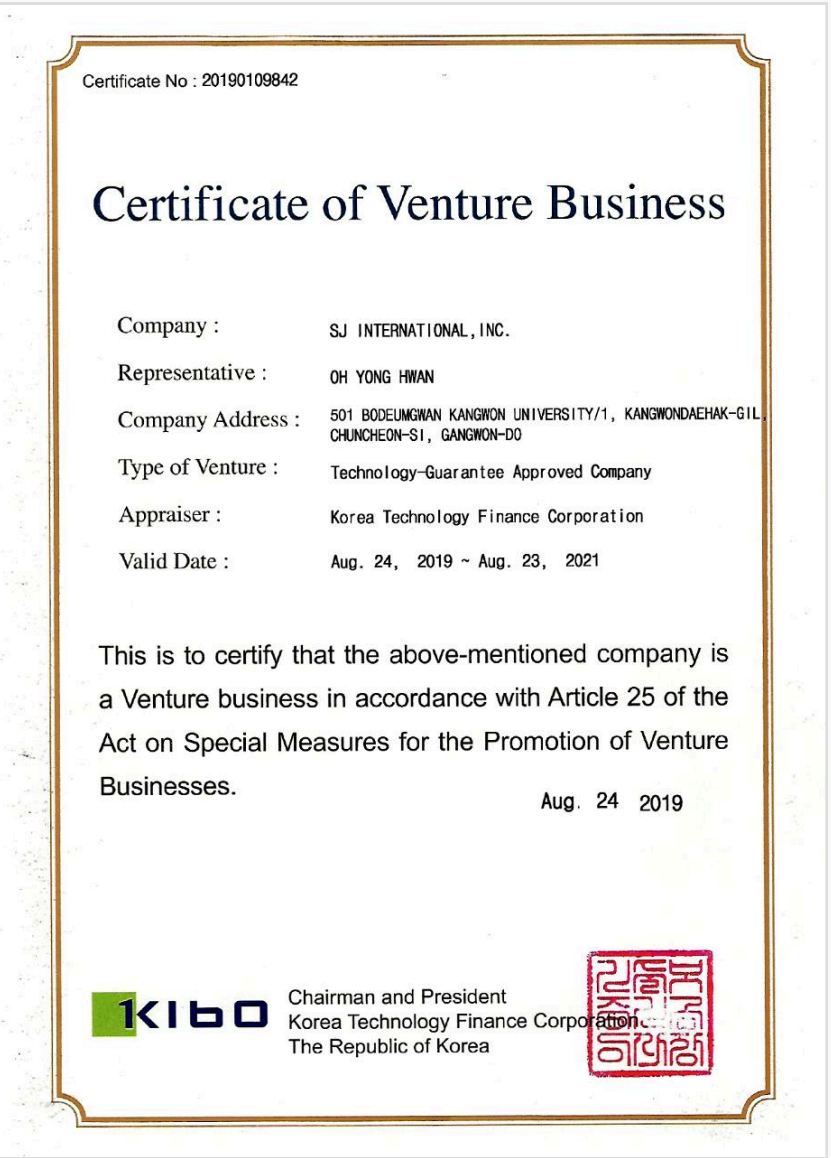 Certificate No : 20190109842
Certificate of Venture Business
Company : SJ INTERNATIONAL,INC.
Representative : OH YONG HWAN
Company Address : 501 BODEUMGWAN KANGWON UNIVERSITY/1, KANGWONDAEHAK-GIL,
CHUNCHEON-SI, GANGWON-DO
Type of Venture : Technology-Guarantee Approved Company
Appraiser : Korea Technology Finance Corporation
Valid Date : Aug. 24, 2019 ~ Aug. 23, 2021
This is to certify that the above-mentioned company is
a Venture business in accordance with Article 25 of the
Act on Special Measures for the Promotion of Venture
Businesses.
Aug. 24 2019
KIBO
Chairman and President
Korea Technology Finance Corporation
The Republic of Korea